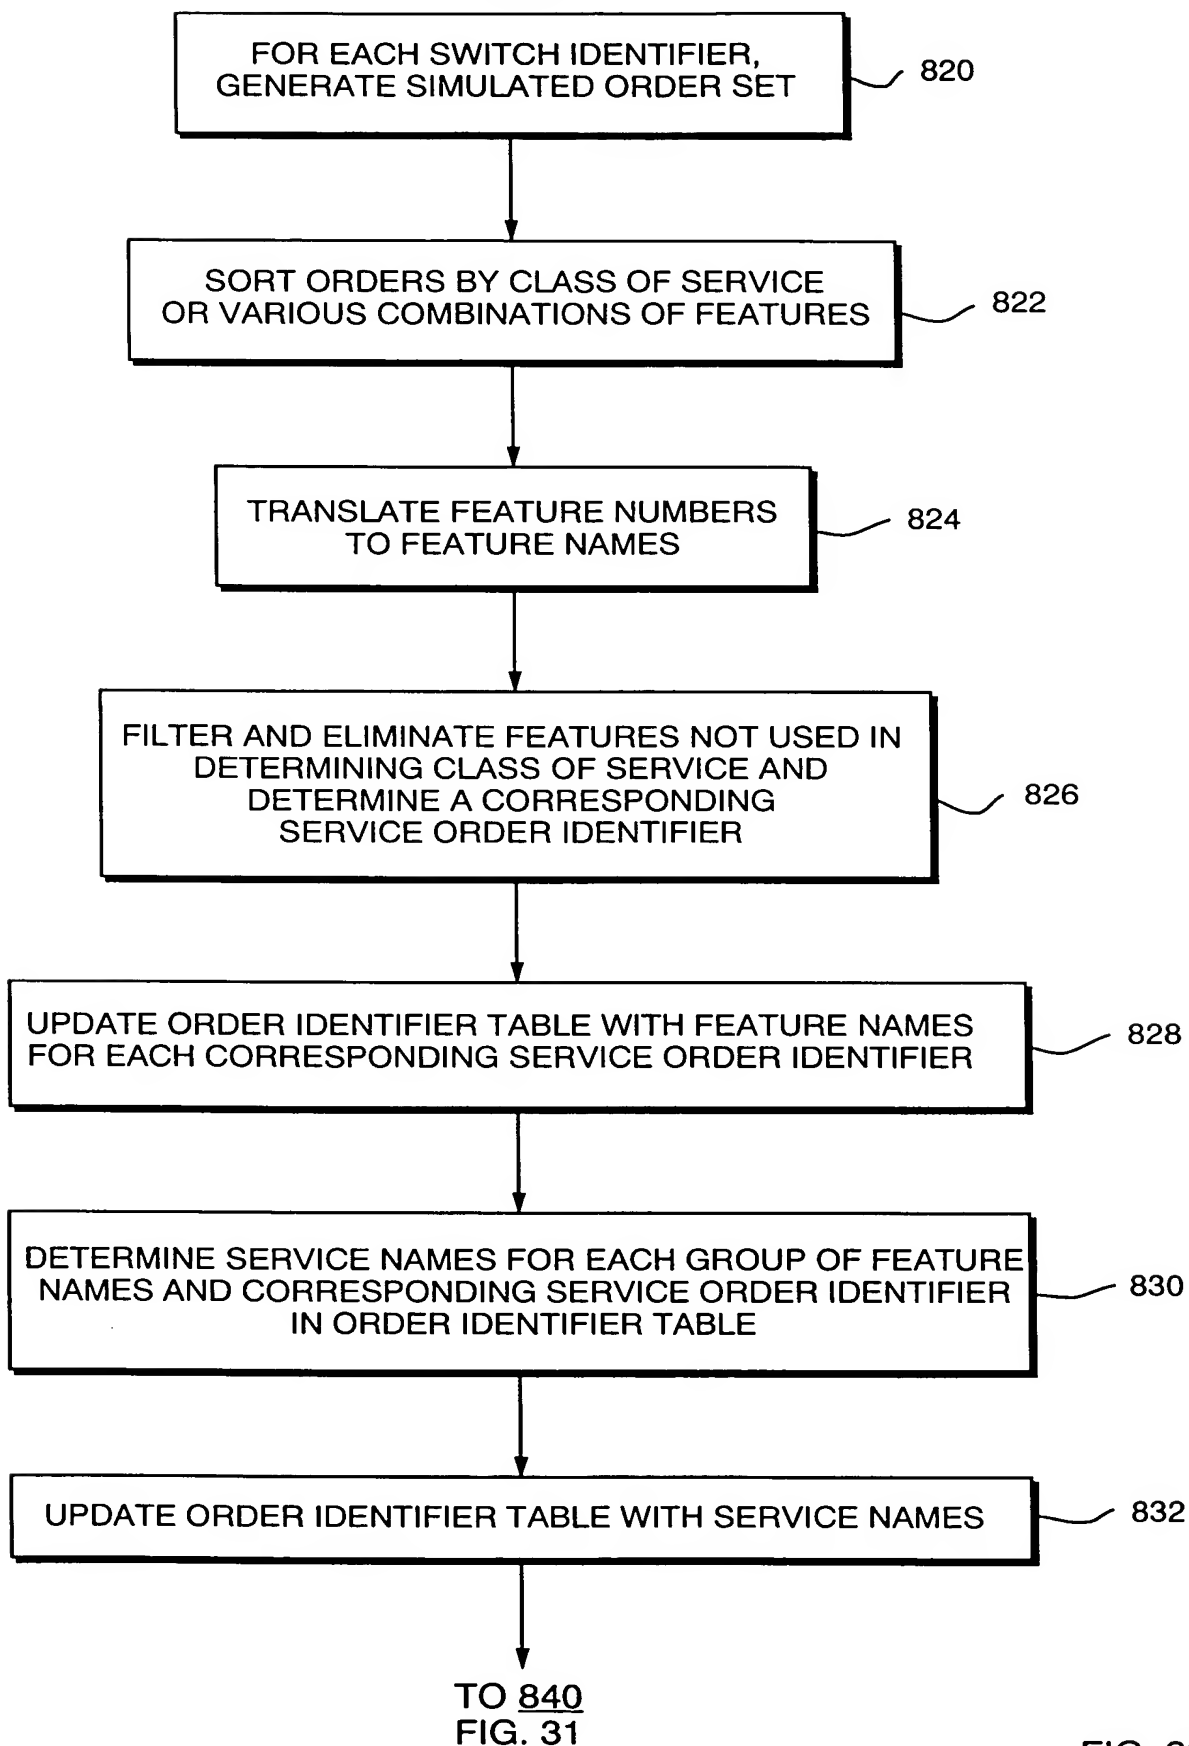 FOR EACH SWITCH IDENTIFIER,
GENERATE SIMULATED ORDER SET
820
SORT ORDERS BY CLASS OF SERVICE
OR VARIOUS COMBINATIONS OF FEATURES
822
TRANSLATE FEATURE NUMBERS
TO FEATURE NAMES
824
FILTER AND ELIMINATE FEATURES NOT USED IN
DETERMINING CLASS OF SERVICE AND
DETERMINE A CORRESPONDING
SERVICE ORDER IDENTIFIER
826
UPDATE ORDER IDENTIFIER TABLE WITH FEATURE NAMES
FOR EACH CORRESPONDING SERVICE ORDER IDENTIFIER
828
DETERMINE SERVICE NAMES FOR EACH GROUP OF FEATURE
NAMES AND CORRESPONDING SERVICE ORDER IDENTIFIER
IN ORDER IDENTIFIER TABLE
830
UPDATE ORDER IDENTIFIER TABLE WITH SERVICE NAMES
832
TO 840
FIG. 31